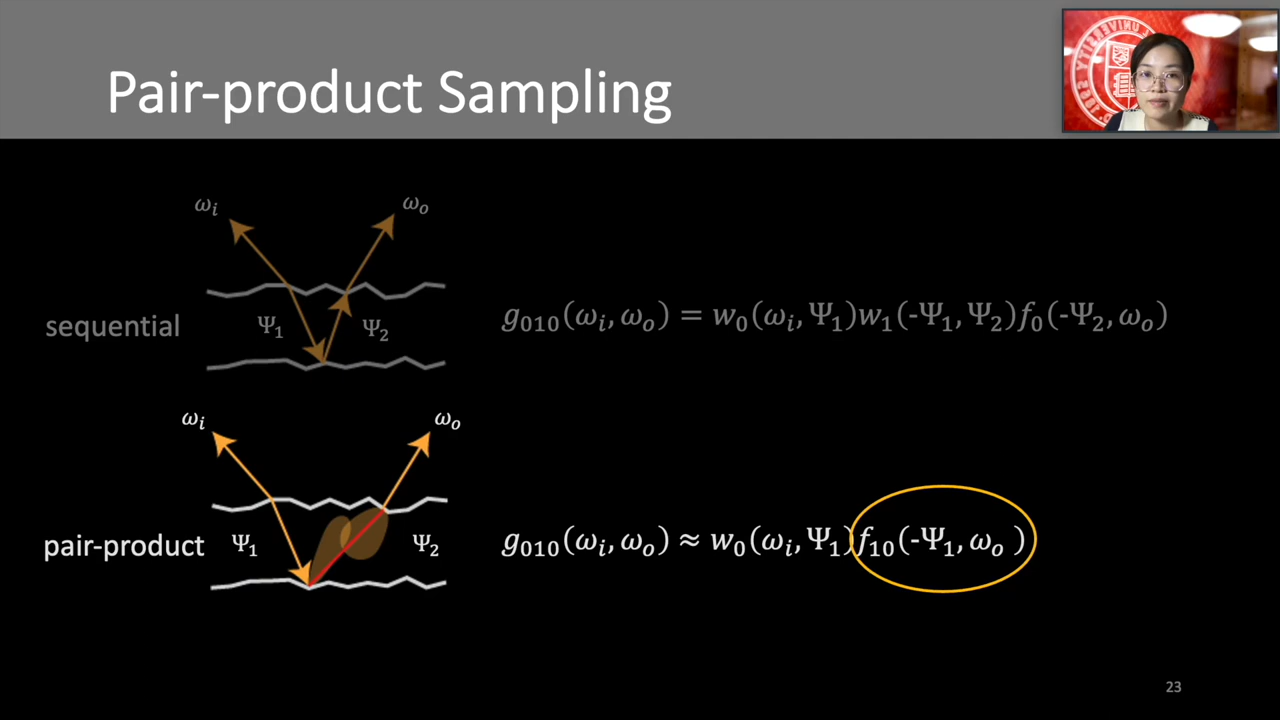 Pair-product Sampling
ωᵢ ωₒ
sequential Ψ₁ Ψ₂ g₀₁₀(ωᵢ, ωₒ) = w₀(ωᵢ, Ψ₁)w₁(-Ψ₁, Ψ₂)f₀(-Ψ₂, ωₒ)
ωᵢ ωₒ
pair-product Ψ₁ Ψ₂ g₀₁₀(ωᵢ, ωₒ) ≈ w₀(ωᵢ, Ψ₁)f₁₀(-Ψ₁, ωₒ )
23